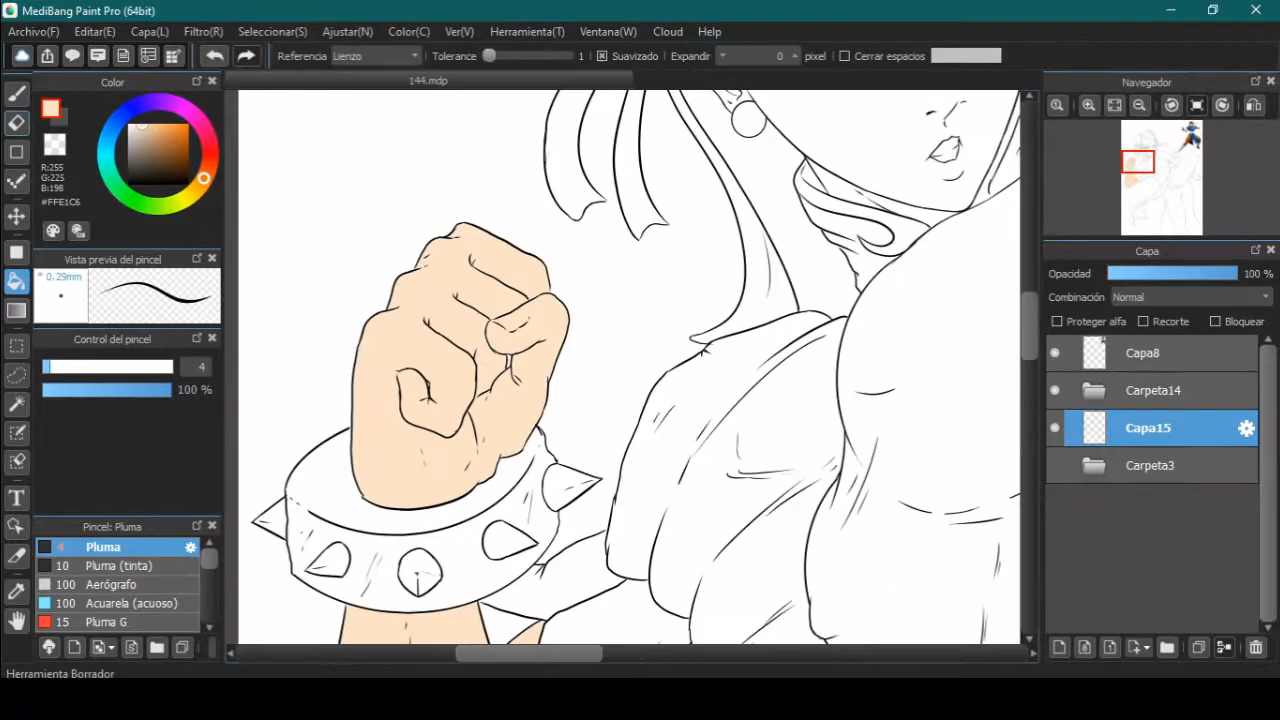 MediBang Paint Pro (64bit)
Archivo(F) Editar(E) Capa(L) Filtro(R) Seleccionar(S) Ajustar(N) Color(C) Ver(V) Herramienta(T) Ventana(W) Cloud Help
Referencia Lienzo Tolerance 1 Suavizado Expandir 0 pixel Cerrar espacios
144.mdp
Color
R:255
G:225
B:198
#FFE1C6
Vista previa del pincel
* 0.29mm
Control del pincel
4
100 %
Pincel: Pluma
4 Pluma
10 Pluma (tinta)
100 Aerógrafo
100 Acuarela (acuoso)
15 Pluma G
Navegador
Capa
Opacidad 100 %
Combinación Normal
Proteger alfa Recorte Bloquear
Capa8
Carpeta14
Capa15
Carpeta3
Herramienta Borrador